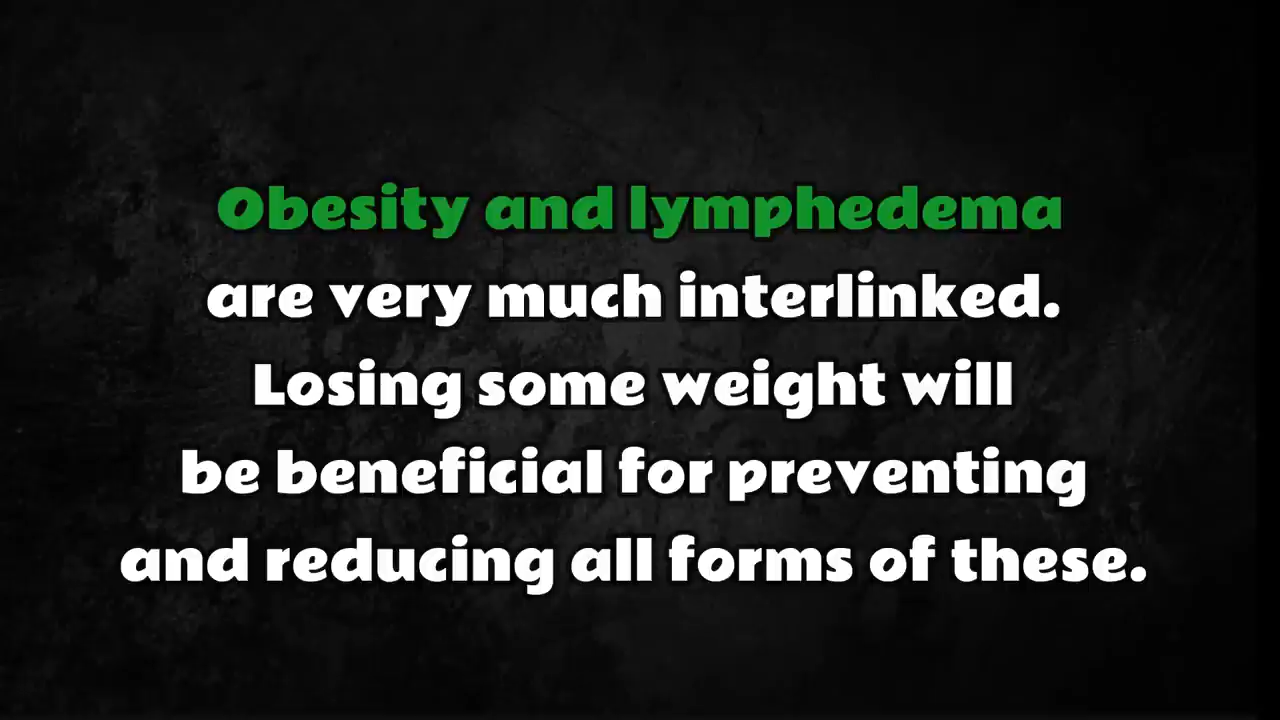 Obesity and lymphedema
are very much interlinked.
Losing some weight will
be beneficial for preventing
and reducing all forms of these.